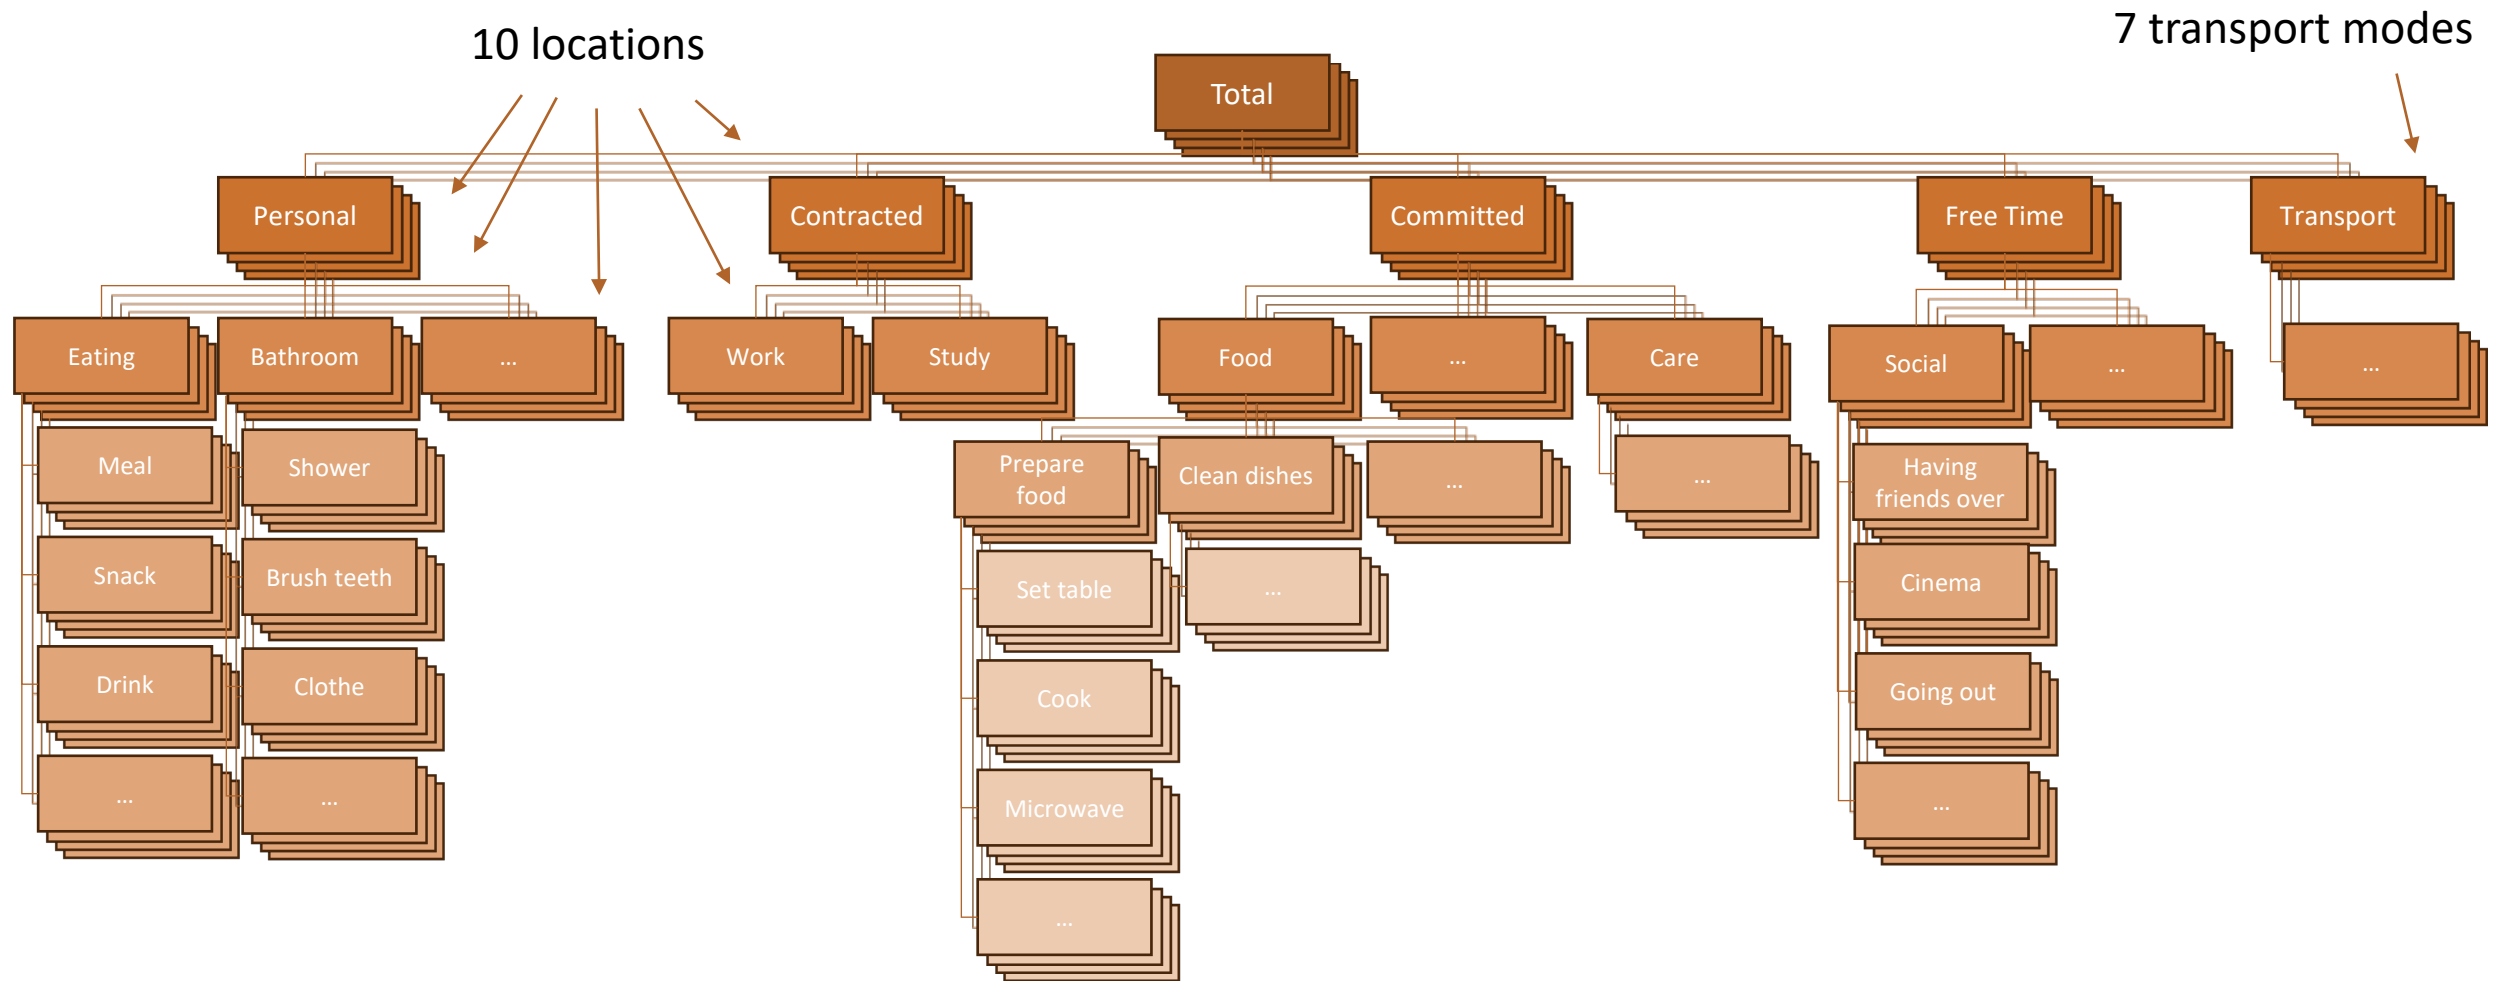 10 locations
7 transport modes
Total
Personal
Contracted
Committed
Free Time
Transport
Eating
Bathroom
...
Work
Study
Food
...
Care
Social
...
...
Meal
Shower
Prepare
food
Clean dishes
...
...
Having
friends over
Snack
Brush teeth
Set table
...
Cinema
Drink
Clothe
Cook
Going out
...
...
Microwave
...
...